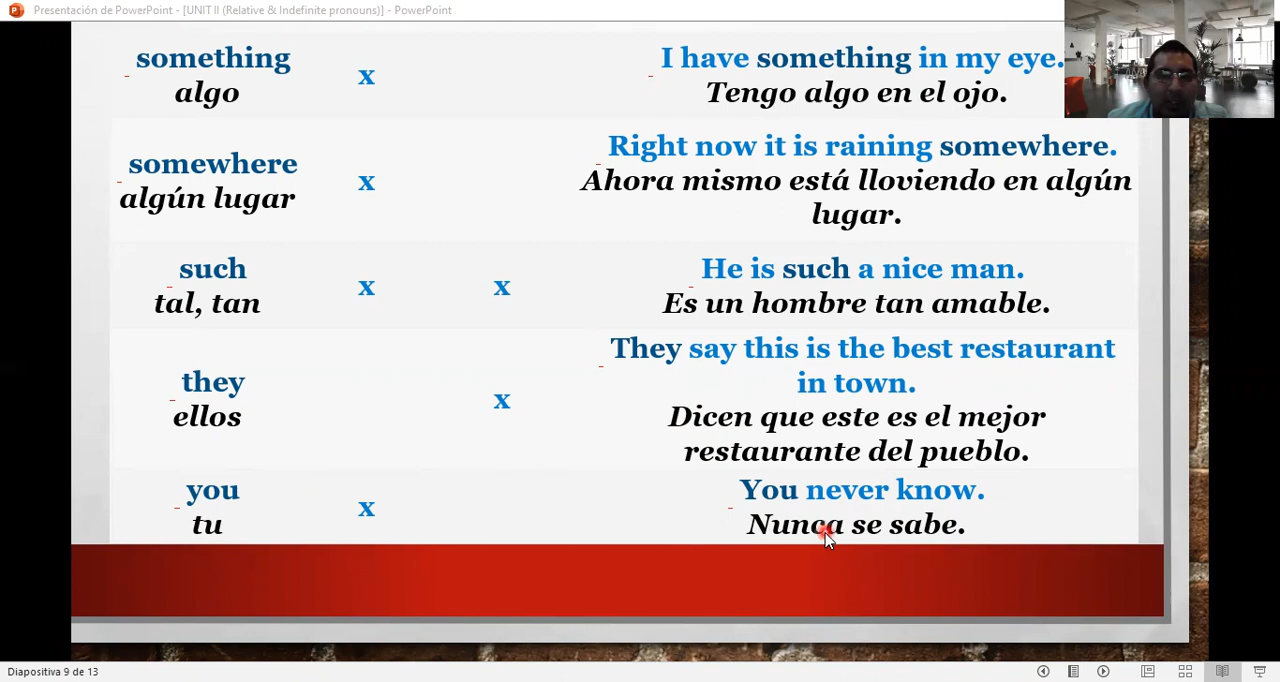 Presentación de PowerPoint - [UNIT II (Relative & Indefinite pronouns)] - PowerPoint
something
algo
x
I have something in my eye.
Tengo algo en el ojo.
somewhere
algún lugar
x
Right now it is raining somewhere.
Ahora mismo está lloviendo en algún
lugar.
such
tal, tan
x
x
He is such a nice man.
Es un hombre tan amable.
they
ellos
x
They say this is the best restaurant
in town.
Dicen que este es el mejor
restaurante del pueblo.
you
tu
x
You never know.
Nunca se sabe.
Diapositiva 9 de 13